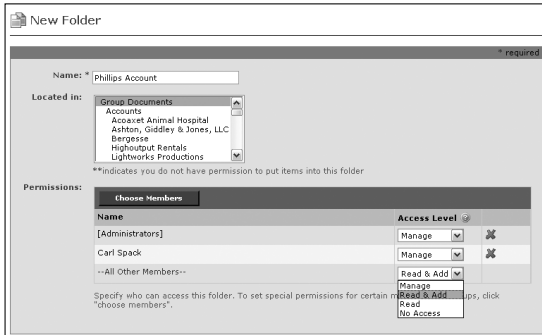 New Folder
* required
Name: * Phillips Account
Located in:
Group Documents
Accounts
Acoaxet Animal Hospital
Ashton, Giddley & Jones, LLC
Bergesse
Highoutput Rentals
Lightworks Productions
**indicates you do not have permission to put items into this folder
Permissions:
Choose Members
Name Access Level ?
[Administrators] Manage
Carl Spack Manage
--All Other Members-- Read & Add
Manage
Read & Add
Read
No Access
Specify who can access this folder. To set special permissions for certain m ups, click
"choose members".